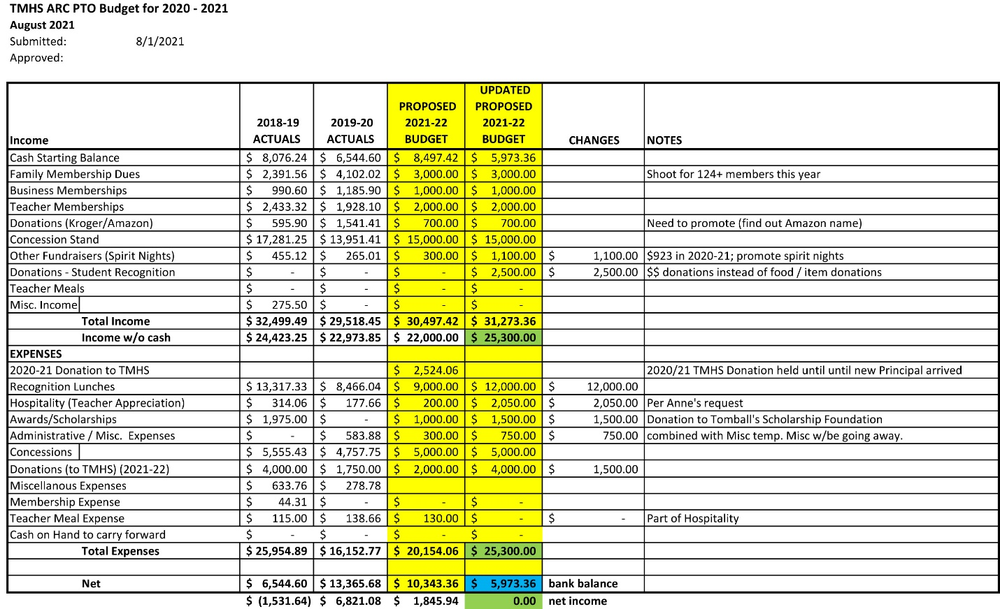 TMHS ARC PTO Budget for 2020 - 2021
August 2021
Submitted: 8/1/2021
Approved:
Income 2018-19 ACTUALS 2019-20 ACTUALS PROPOSED 2021-22 BUDGET UPDATED PROPOSED 2021-22 BUDGET CHANGES NOTES
Cash Starting Balance $ 8,076.24 $ 6,544.60 $ 8,497.42 $ 5,973.36
Family Membership Dues $ 2,391.56 $ 4,102.02 $ 3,000.00 $ 3,000.00 Shoot for 124+ members this year
Business Memberships $ 990.60 $ 1,185.90 $ 1,000.00 $ 1,000.00
Teacher Memberships $ 2,433.32 $ 1,928.10 $ 2,000.00 $ 2,000.00
Donations (Kroger/Amazon) $ 595.90 $ 1,541.41 $ 700.00 $ 700.00 Need to promote (find out Amazon name)
Concession Stand $ 17,281.25 $ 13,951.41 $ 15,000.00 $ 15,000.00
Other Fundraisers (Spirit Nights) $ 455.12 $ 265.01 $ 300.00 $ 1,100.00 $ 1,100.00 $923 in 2020-21; promote spirit nights
Donations - Student Recognition $ - $ - $ - $ 2,500.00 $ 2,500.00 $$ donations instead of food / item donations
Teacher Meals $ - $ - $ - $ -
Misc. Income $ 275.50 $ - $ - $ -
Total Income $ 32,499.49 $ 29,518.45 $ 30,497.42 $ 31,273.36
Income w/o cash $ 24,423.25 $ 22,973.85 $ 22,000.00 $ 25,300.00
EXPENSES
2020-21 Donation to TMHS $ 2,524.06 2020/21 TMHS Donation held until until new Principal arrived
Recognition Lunches $ 13,317.33 $ 8,466.04 $ 9,000.00 $ 12,000.00 $ 12,000.00
Hospitality (Teacher Appreciation) $ 314.06 $ 177.66 $ 200.00 $ 2,050.00 $ 2,050.00 Per Anne's request
Awards/Scholarships $ 1,975.00 $ - $ 1,000.00 $ 1,500.00 $ 1,500.00 Donation to Tomball's Scholarship Foundation
Administrative / Misc. Expenses $ - $ 583.88 $ 300.00 $ 750.00 $ 750.00 combined with Misc temp. Misc w/be going away.
Concessions $ 5,555.43 $ 4,757.75 $ 5,000.00 $ 5,000.00
Donations (to TMHS) (2021-22) $ 4,000.00 $ 1,750.00 $ 2,000.00 $ 4,000.00 $ 1,500.00
Miscellanous Expenses $ 633.76 $ 278.78
Membership Expense $ 44.31 $ - $ - $ -
Teacher Meal Expense $ 115.00 $ 138.66 $ 130.00 $ - $ - Part of Hospitality
Cash on Hand to carry forward $ - $ - $ - $ -
Total Expenses $ 25,954.89 $ 16,152.77 $ 20,154.06 $ 25,300.00
Net $ 6,544.60 $ 13,365.68 $ 10,343.36 $ 5,973.36 bank balance
$ (1,531.64) $ 6,821.08 $ 1,845.94 0.00 net income